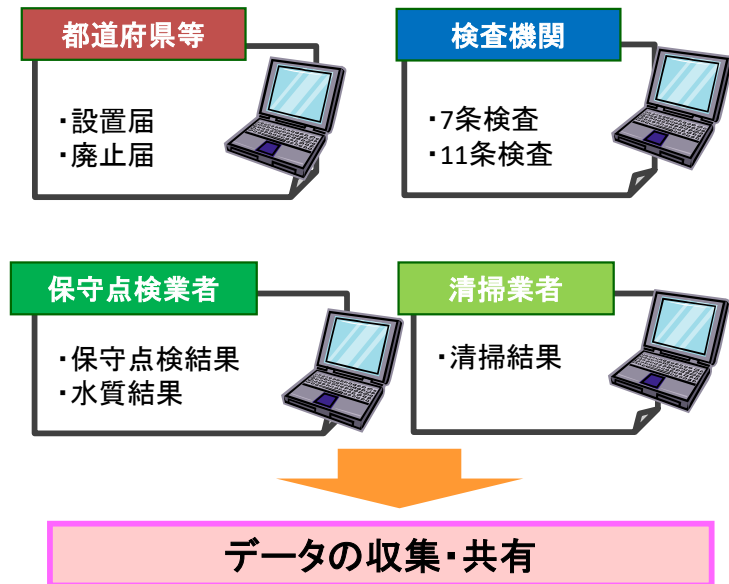 都道府県等
・設置届
・廃止届
検査機関
・7条検査
・11条検査
保守点検業者
・保守点検結果
・水質結果
清掃業者
・清掃結果
データの収集・共有